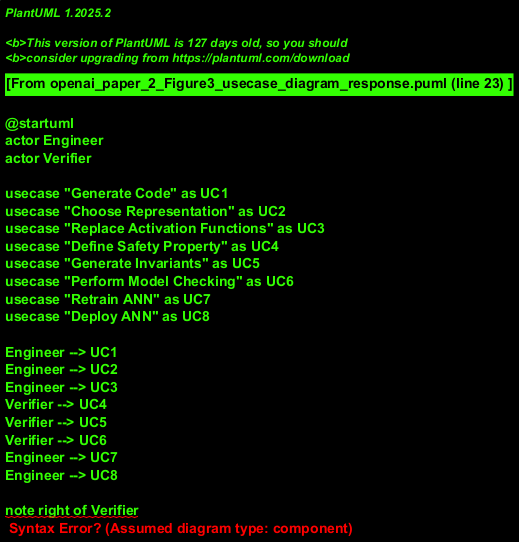 PlantUML 1.2025.2
<b>This version of PlantUML is 127 days old, so you should
<b>consider upgrading from https://plantuml.com/download
[From openai_paper_2_Figure3_usecase_diagram_response.puml (line 23) ]
@startuml
actor Engineer
actor Verifier
usecase "Generate Code" as UC1
usecase "Choose Representation" as UC2
usecase "Replace Activation Functions" as UC3
usecase "Define Safety Property" as UC4
usecase "Generate Invariants" as UC5
usecase "Perform Model Checking" as UC6
usecase "Retrain ANN" as UC7
usecase "Deploy ANN" as UC8
Engineer --> UC1
Engineer --> UC2
Engineer --> UC3
Verifier --> UC4
Verifier --> UC5
Verifier --> UC6
Engineer --> UC7
Engineer --> UC8
note right of Verifier
Syntax Error? (Assumed diagram type: component)